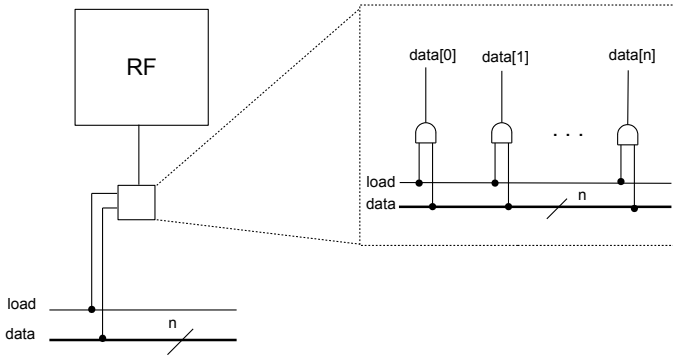 RF
load
data
n
data[0]
data[1]
data[n]
. . .
load
data
n